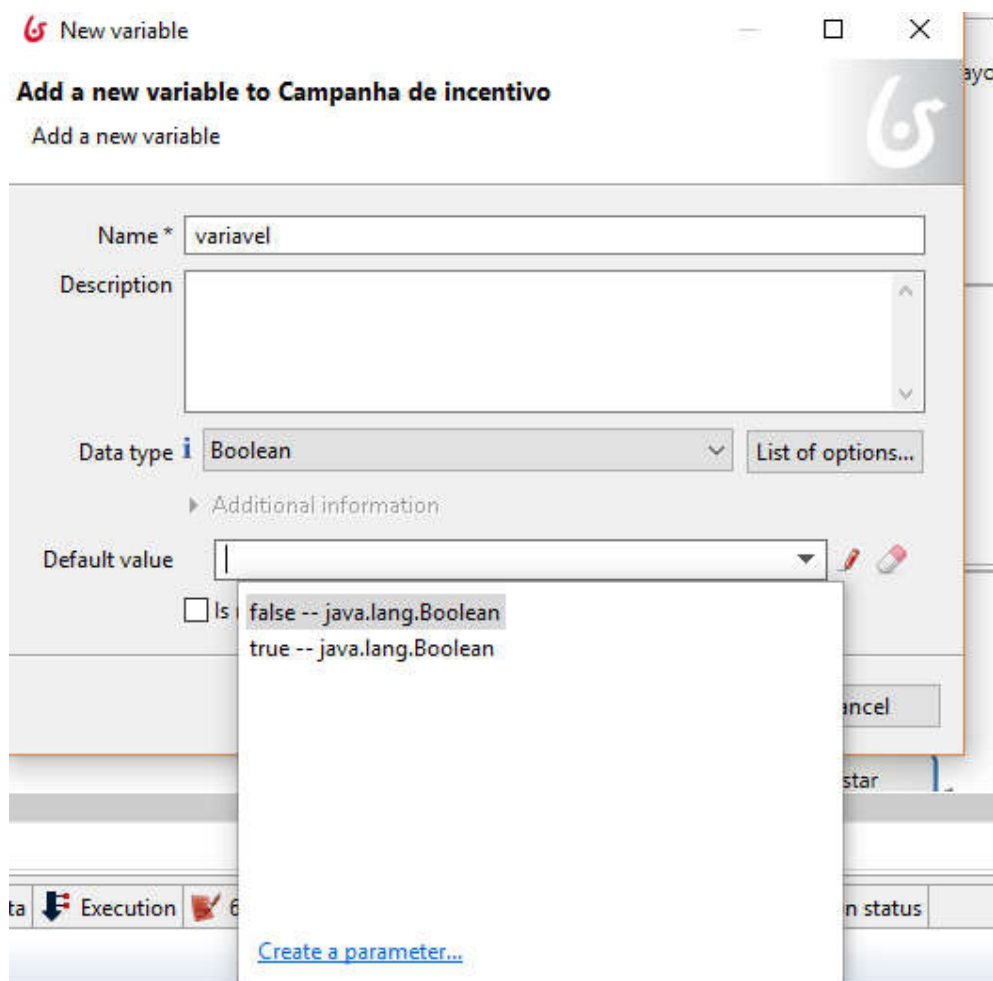 New variable
Add a new variable to Campanha de incentivo
Add a new variable
Name * variavel
Description
Data type Boolean List of options...
Additional information
Default value
Is
false -- java.lang.Boolean
true -- java.lang.Boolean
Create a parameter...
Execution
status